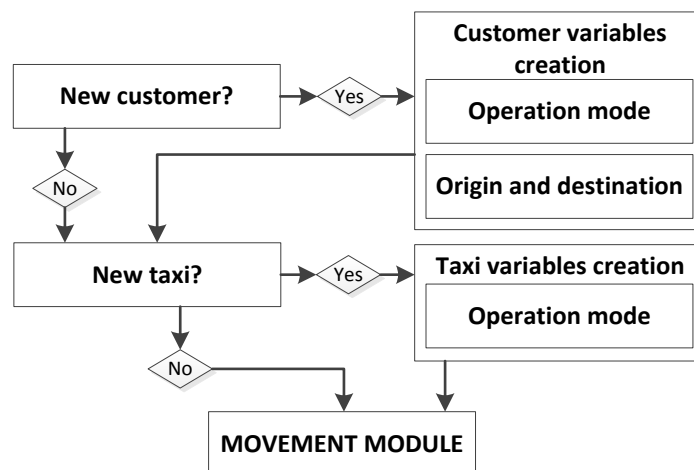 Customer variables
creation
New customer?
Yes
Operation mode
No
Origin and destination
New taxi?
Yes
Taxi variables creation
Operation mode
No
MOVEMENT MODULE